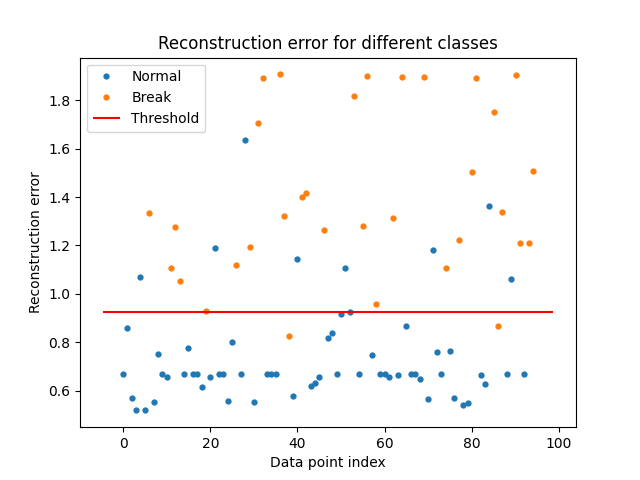 Reconstruction error for different classes
Normal
Break
Threshold
1.8
1.6
1.4
1.2
1.0
0.8
0.6
Reconstruction error
0 20 40 60 80 100
Data point index